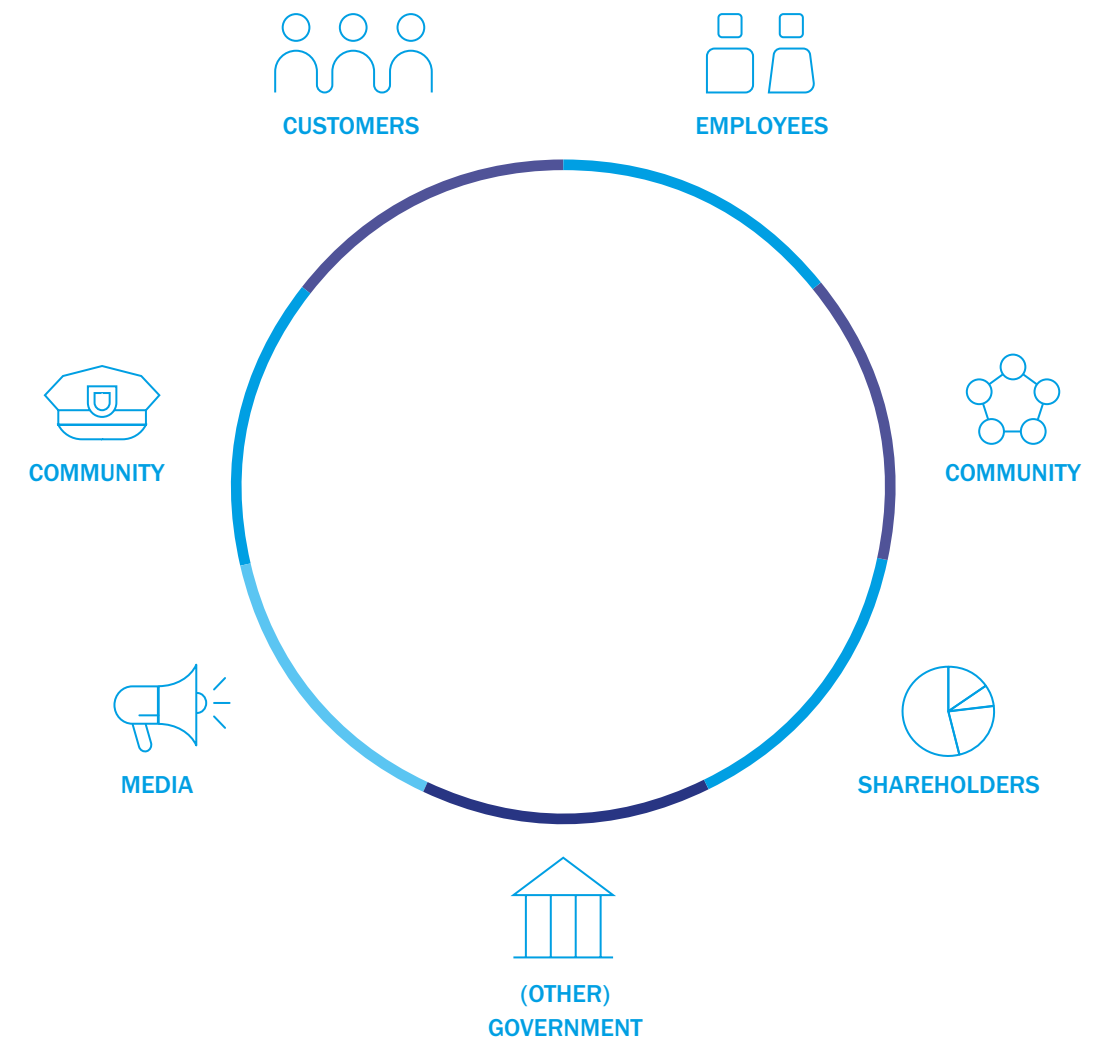 CUSTOMERS
EMPLOYEES
COMMUNITY
COMMUNITY
MEDIA
SHAREHOLDERS
(OTHER)
GOVERNMENT